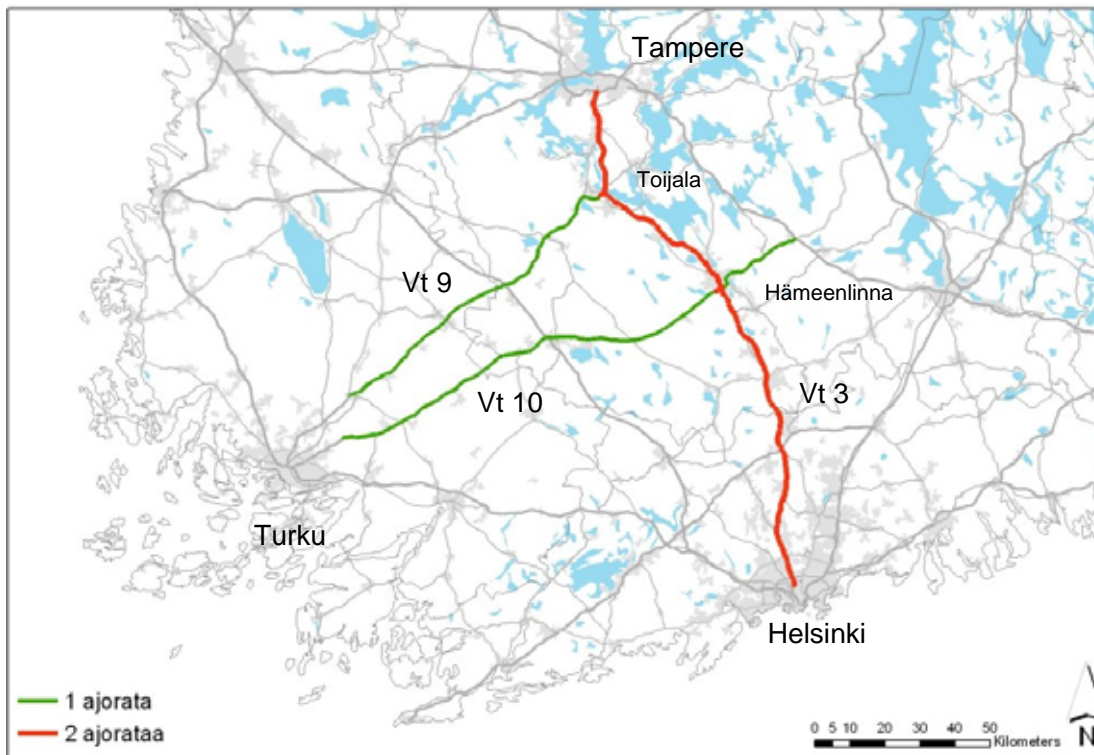 Tampere
Toijala
Vt 9
Hämeenlinna
Vt 10
Vt 3
Turku
Helsinki
1 ajorata
2 ajorataa
0 5 10 20 30 40 50
Kilometers
N